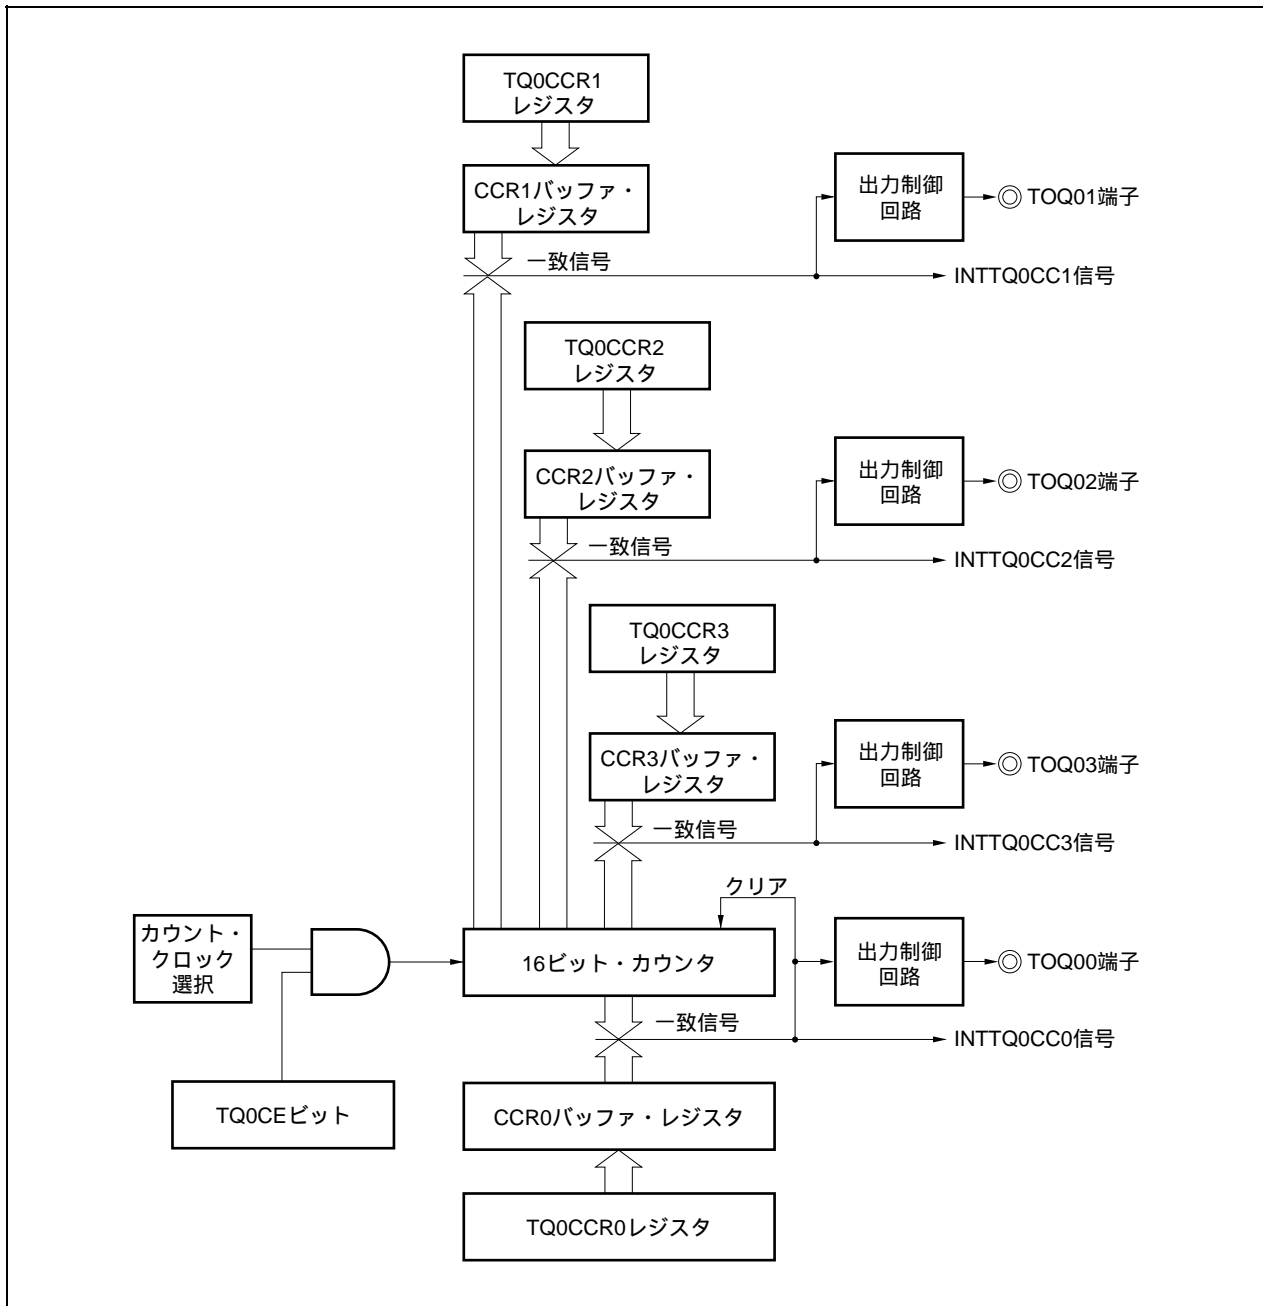 TQ0CCR1
レジスタ
CCR1バッファ・
レジスタ
出力制御
回路
TOQ01端子
一致信号
INTTQ0CC1信号
TQ0CCR2
レジスタ
CCR2バッファ・
レジスタ
出力制御
回路
TOQ02端子
一致信号
INTTQ0CC2信号
TQ0CCR3
レジスタ
CCR3バッファ・
レジスタ
出力制御
回路
TOQ03端子
一致信号
INTTQ0CC3信号
クリア
カウント・
クロック
選択
16ビット・カウンタ
出力制御
回路
TOQ00端子
一致信号
INTTQ0CC0信号
TQ0CEビット
CCR0バッファ・レジスタ
TQ0CCR0レジスタ